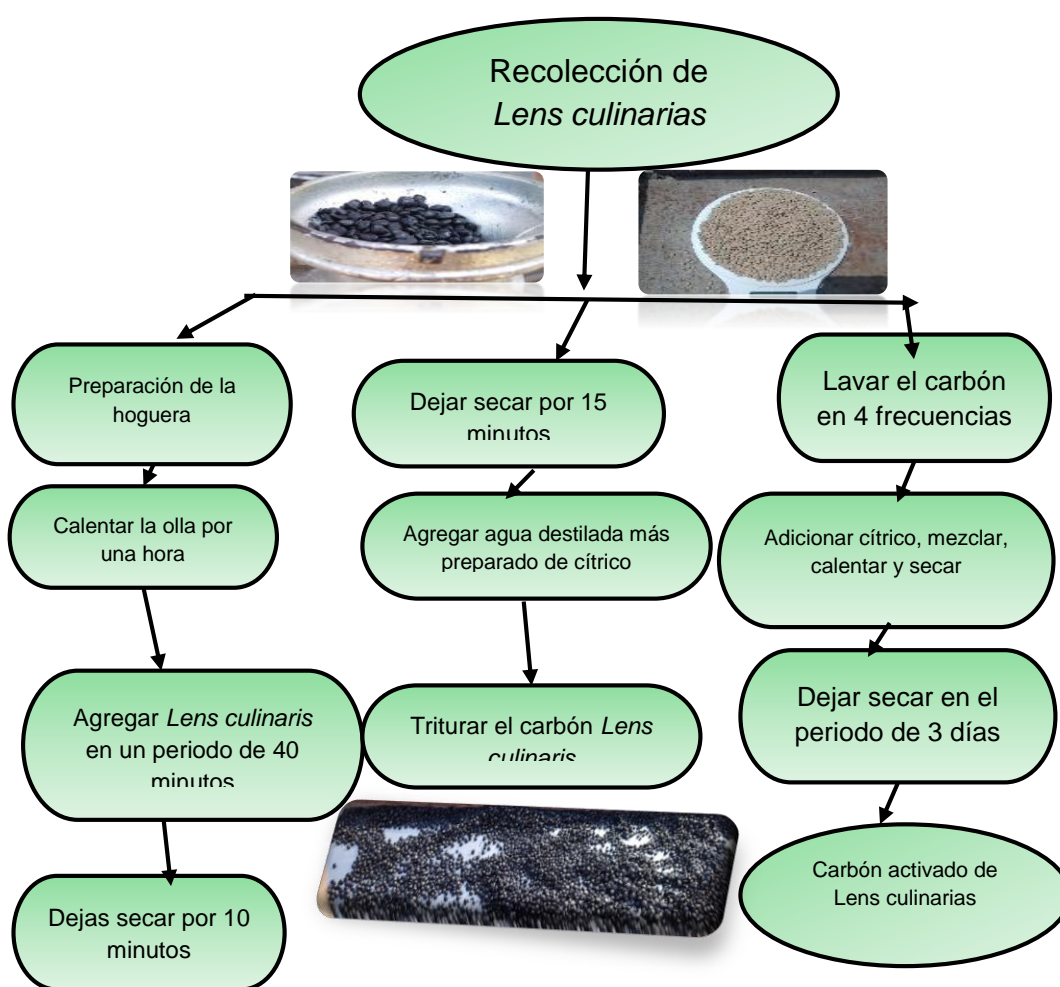 Recolección de
Lens culinarias
Preparación de la
hoguera
Calentar la olla por
una hora
Agregar Lens culinaris
en un periodo de 40
minutos
Dejas secar por 10
minutos
Dejar secar por 15
minutos
Agregar agua destilada más
preparado de cítrico
Triturar el carbón Lens
culinaris
Lavar el carbón
en 4 frecuencias
Adicionar cítrico, mezclar,
calentar y secar
Dejar secar en el
periodo de 3 días
Carbón activado de
Lens culinarias